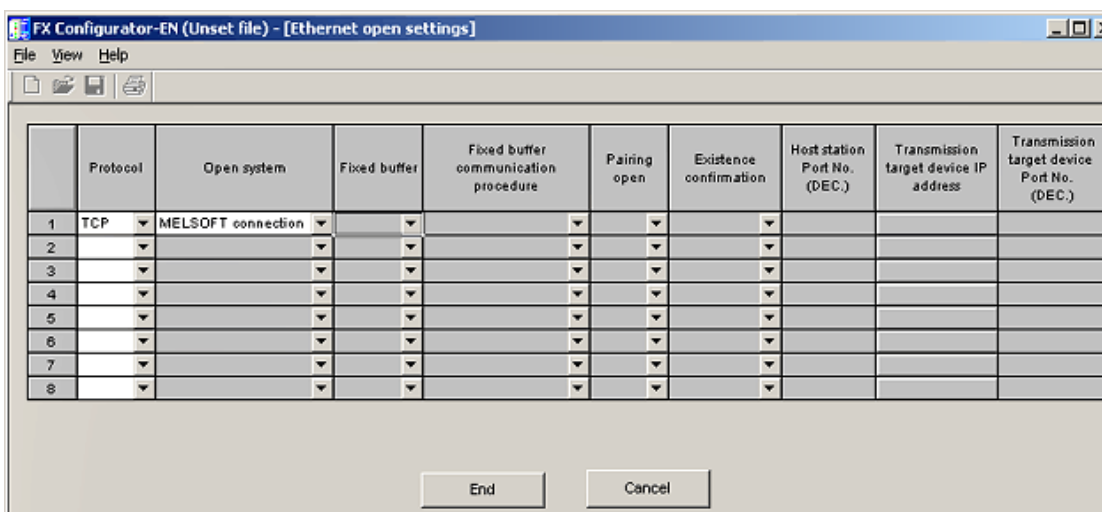 FX Configurator-EN (Unset file) - [Ethernet open settings]
File View Help
Protocol
Open system
Fixed buffer
Fixed buffer
communication
procedure
Pairing
open
Existence
confirmation
Host station
Port No.
(DEC.)
Transmission
target device IP
address
Transmission
target device
Port No.
(DEC.)
1 TCP MELSOFT connection
2
3
4
5
6
7
8
End Cancel